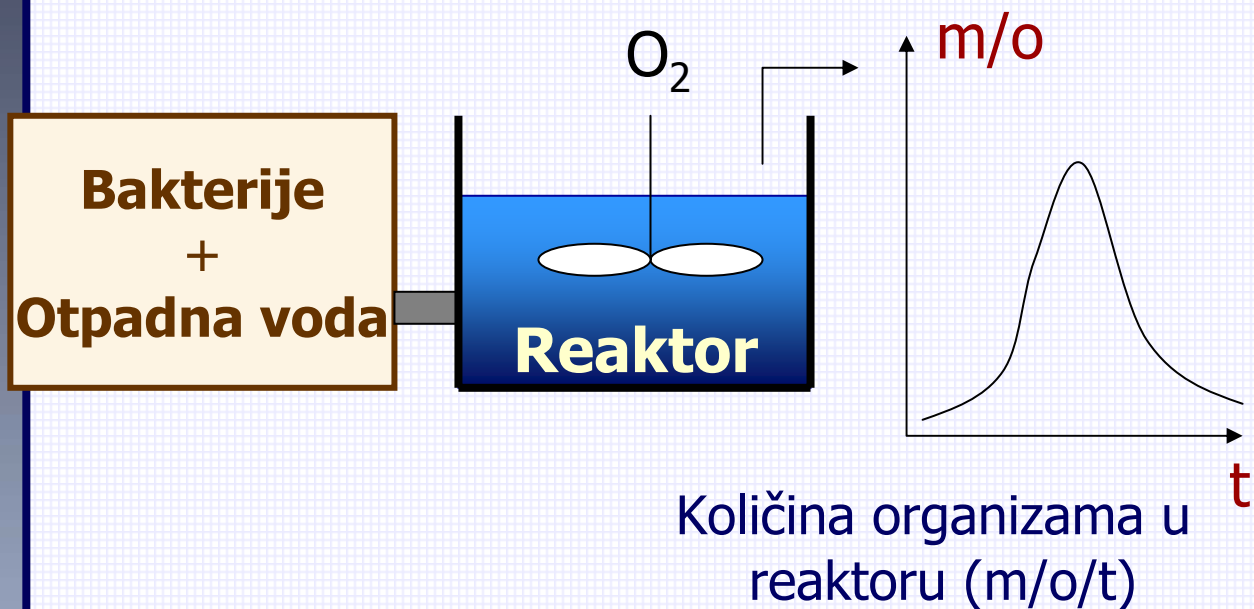 O₂
m/o
Bakterije
+
Otpadna voda
Reaktor
t
Količina organizama u
reaktoru (m/o/t)